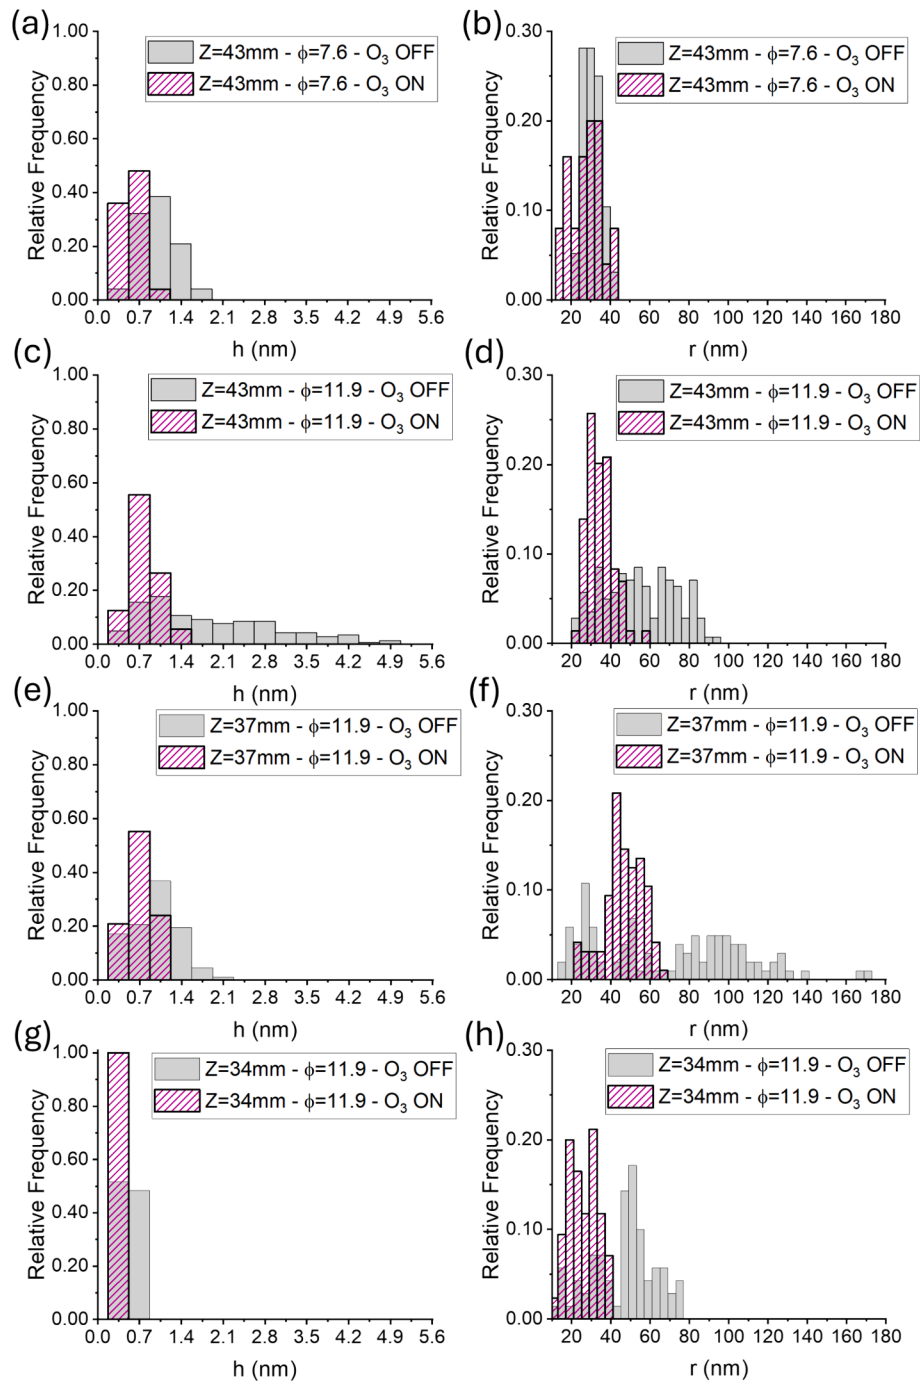 (a)
Z=43mm - ϕ=7.6 - O₃ OFF
Z=43mm - ϕ=7.6 - O₃ ON
Relative Frequency
1.00
0.80
0.60
0.40
0.20
0.00
0.0 0.7 1.4 2.1 2.8 3.5 4.2 4.9 5.6
h (nm)
(b)
Z=43mm - ϕ=7.6 - O₃ OFF
Z=43mm - ϕ=7.6 - O₃ ON
Relative Frequency
0.30
0.20
0.10
0.00
20 40 60 80 100 120 140 160 180
r (nm)
(c)
Z=43mm - ϕ=11.9 - O₃ OFF
Z=43mm - ϕ=11.9 - O₃ ON
Relative Frequency
1.00
0.80
0.60
0.40
0.20
0.00
0.0 0.7 1.4 2.1 2.8 3.5 4.2 4.9 5.6
h (nm)
(d)
Z=43mm - ϕ=11.9 - O₃ OFF
Z=43mm - ϕ=11.9 - O₃ ON
Relative Frequency
0.30
0.20
0.10
0.00
20 40 60 80 100 120 140 160 180
r (nm)
(e)
Z=37mm - ϕ=11.9 - O₃ OFF
Z=37mm - ϕ=11.9 - O₃ ON
Relative Frequency
1.00
0.80
0.60
0.40
0.20
0.00
0.0 0.7 1.4 2.1 2.8 3.5 4.2 4.9 5.6
h (nm)
(f)
Z=37mm - ϕ=11.9 - O₃ OFF
Z=37mm - ϕ=11.9 - O₃ ON
Relative Frequency
0.30
0.20
0.10
0.00
20 40 60 80 100 120 140 160 180
r (nm)
(g)
Z=34mm - ϕ=11.9 - O₃ OFF
Z=34mm - ϕ=11.9 - O₃ ON
Relative Frequency
1.00
0.80
0.60
0.40
0.20
0.00
0.0 0.7 1.4 2.1 2.8 3.5 4.2 4.9 5.6
h (nm)
(h)
Z=34mm - ϕ=11.9 - O₃ OFF
Z=34mm - ϕ=11.9 - O₃ ON
Relative Frequency
0.30
0.20
0.10
0.00
20 40 60 80 100 120 140 160 180
r (nm)